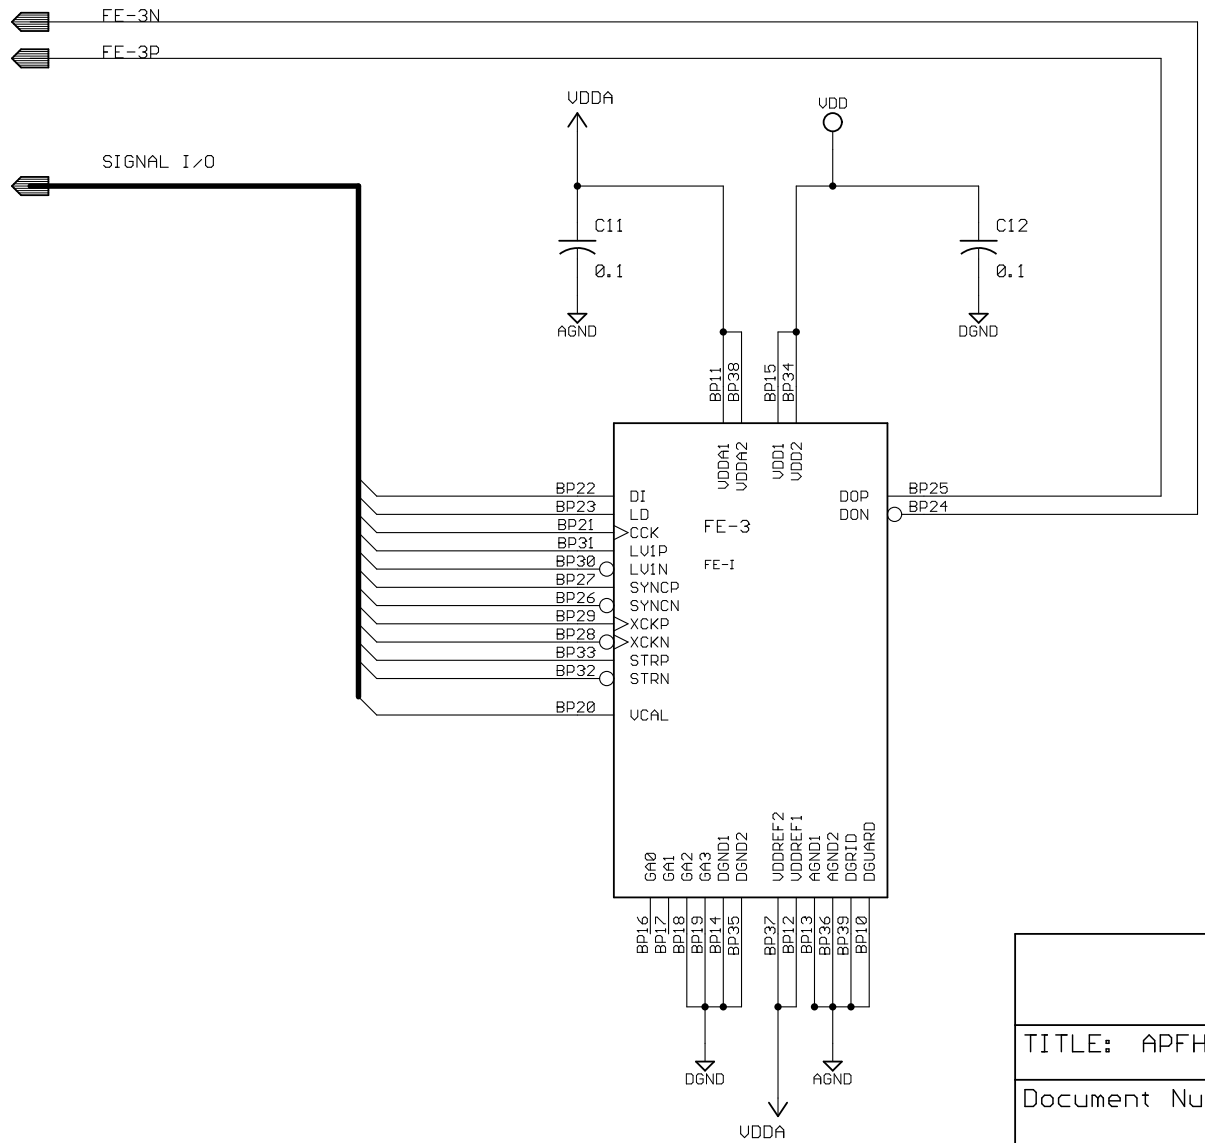 FE-3N
FE-3P
VDDA
VDD
SIGNAL I/O
C11
0.1
AGND
C12
0.1
DGND
BP11
BP38
BP15
BP34
VDDA1
VDDA2
VDD1
VDD2
BP22
DI
BP23
LD
BP21
CCK
BP31
LV1P
BP30
LV1N
BP27
SYNCP
BP26
SYNCN
BP29
XCKP
BP28
XCKN
BP33
STRP
BP32
STRN
BP20
VCAL
FE-3
FE-I
DOP
BP25
DON
BP24
GA0
GA1
GA2
GA3
DGND1
DGND2
VDDREF2
VDDREF1
AGND1
AGND2
DGRID
DGUARD
BP16
BP17
BP18
BP19
BP14
BP35
BP37
BP12
BP13
BP36
BP39
BP10
DGND
AGND
VDDA
TITLE: APFH
Document Nu